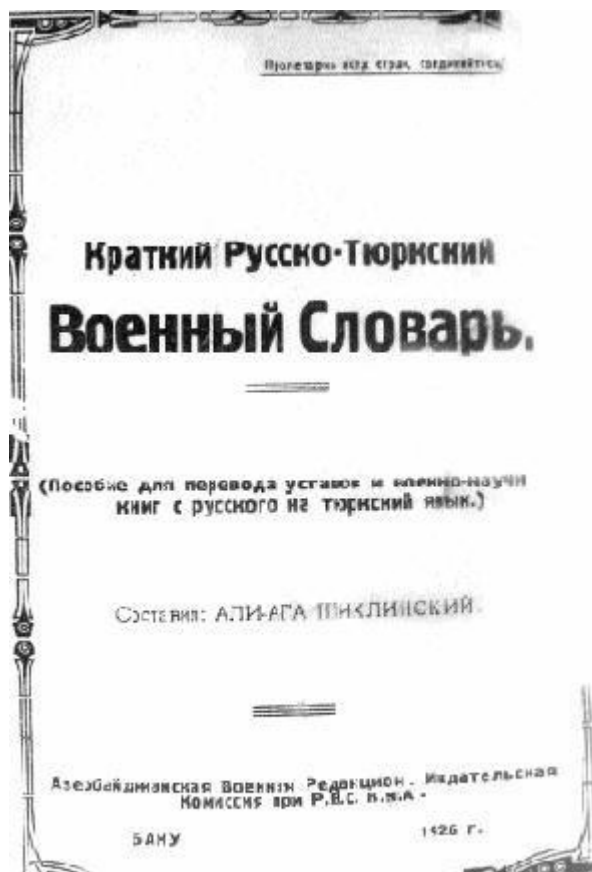 Пролетарии всех стран, соединяйтесь
Краткий Русско-Тюркский
Военный Словарь.
(Пособие для перевода уставов и военно-научн
книг с русского на тюркский язык.)
Составил: АЛИ-АГА ШИКЛИНСКИЙ.
Азербайджанская Военная Редакцион. Издательская
Комиссия при Р.В.С.
БАКУ 1926 г.